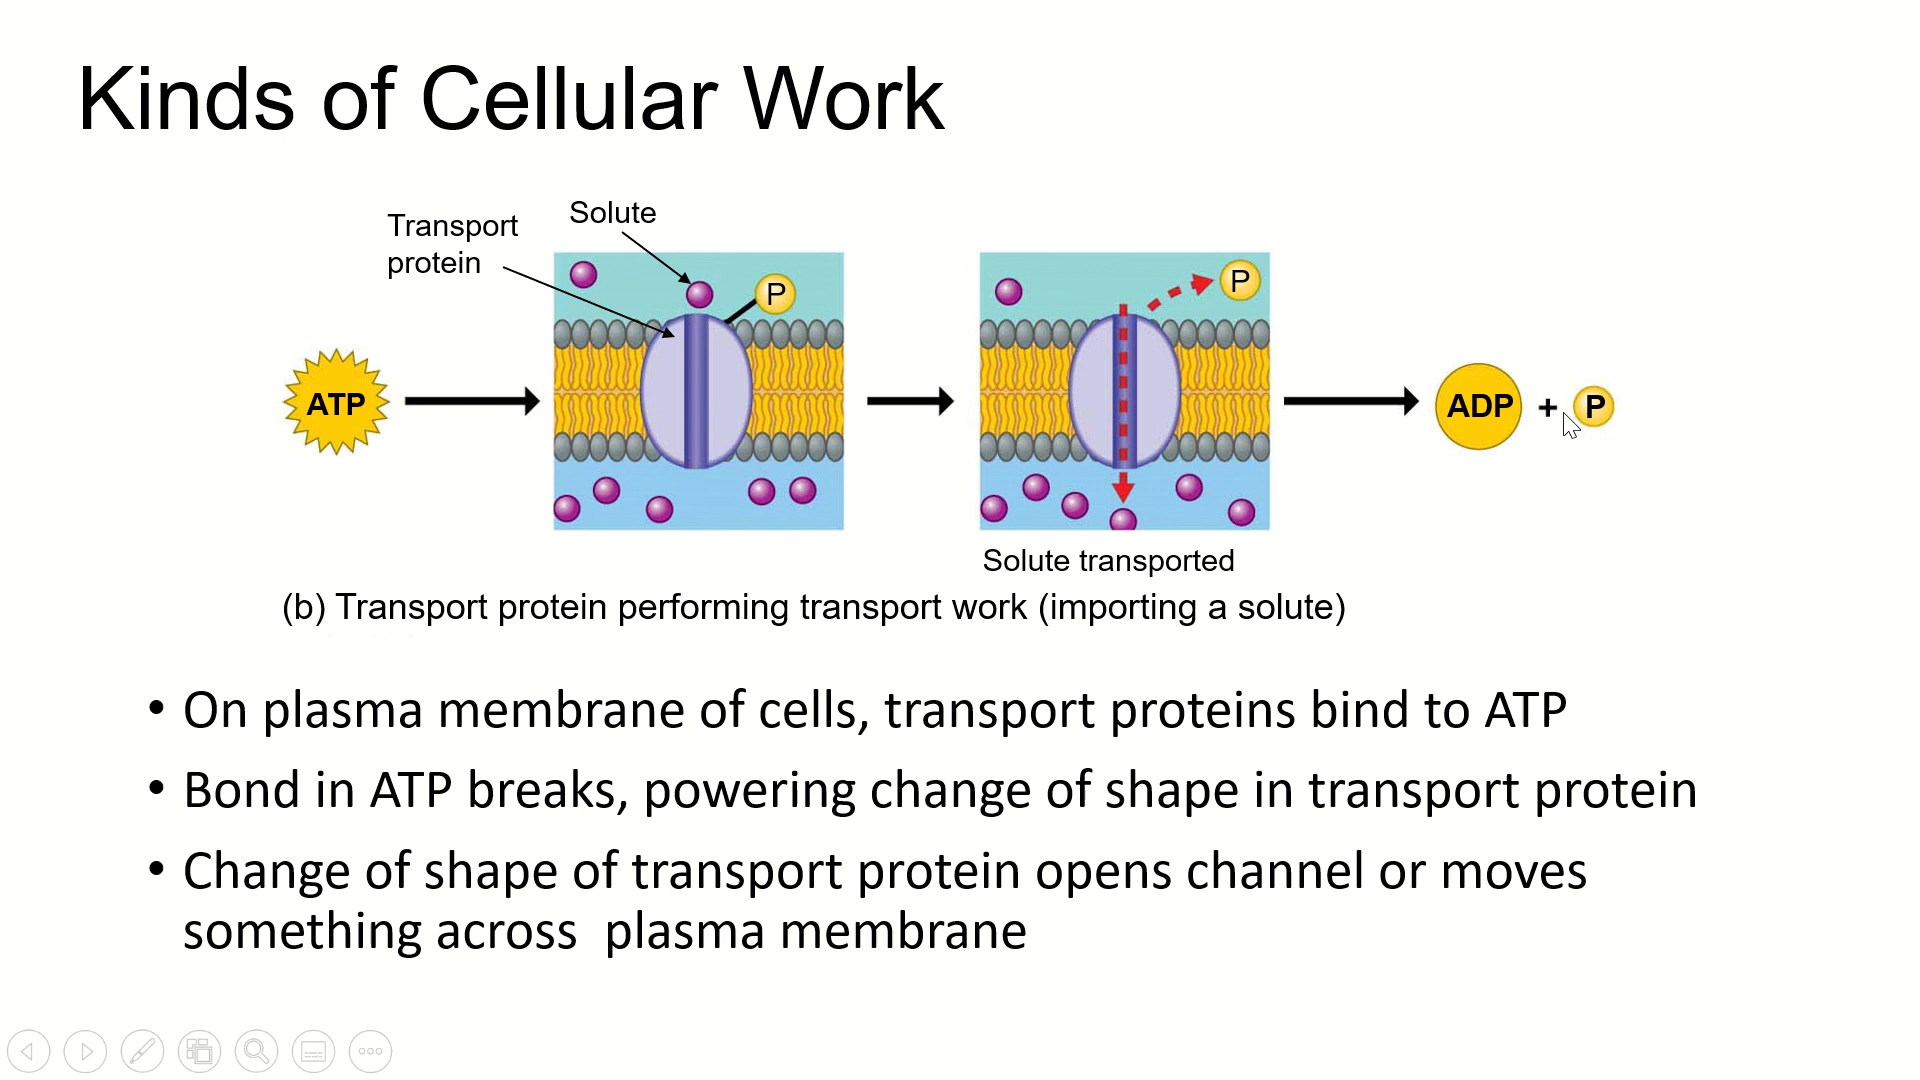 Kinds of Cellular Work
Transport
protein
Solute
P
P
ATP
ADP + P
Solute transported
(b) Transport protein performing transport work (importing a solute)
• On plasma membrane of cells, transport proteins bind to ATP
• Bond in ATP breaks, powering change of shape in transport protein
• Change of shape of transport protein opens channel or moves
something across  plasma membrane